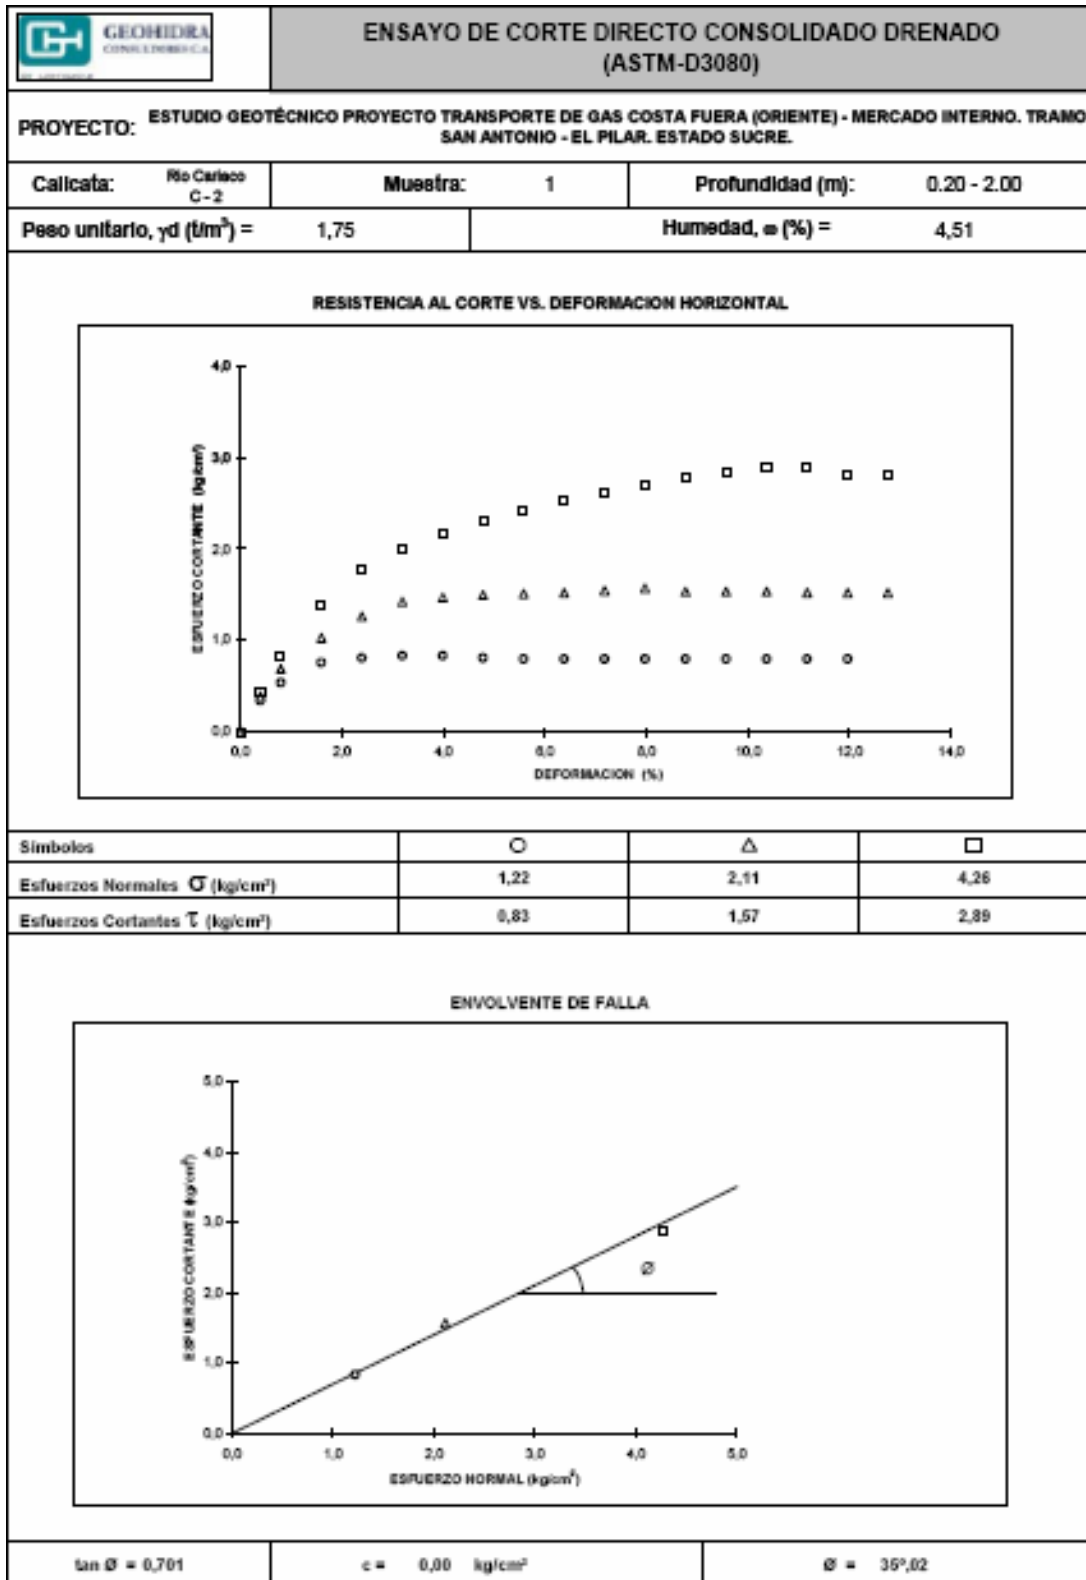 GEOHIDRA
CONSULTORES C.A.
ENSAYO DE CORTE DIRECTO CONSOLIDADO DRENADO
(ASTM-D3080)
PROYECTO: ESTUDIO GEOTÉCNICO PROYECTO TRANSPORTE DE GAS COSTA FUERA (ORIENTE) - MERCADO INTERNO. TRAMO
SAN ANTONIO - EL PILAR. ESTADO SUCRE.
Calicata: Rio Cariaco C - 2 Muestra: 1 Profundidad (m): 0.20 - 2.00
Peso unitario, γd (t/m³) = 1,75 Humedad, ω (%) = 4,51
RESISTENCIA AL CORTE VS. DEFORMACION HORIZONTAL
ESFUERZO CORTANTE (kg/cm²)
4,0
3,0
2,0
1,0
0,0
0,0 2,0 4,0 6,0 8,0 10,0 12,0 14,0
DEFORMACION (%)
Simbolos ○ △ □
Esfuerzos Normales σ (kg/cm²) 1,22 2,11 4,26
Esfuerzos Cortantes τ (kg/cm²) 0,83 1,57 2,89
ENVOLVENTE DE FALLA
ESFUERZO CORTANTE (kg/cm²)
5,0
4,0
3,0
2,0
1,0
0,0
Ø
0,0 1,0 2,0 3,0 4,0 5,0
ESFUERZO NORMAL (kg/cm²)
tan Ø = 0,701 c = 0,00 kg/cm² Ø = 35º,02